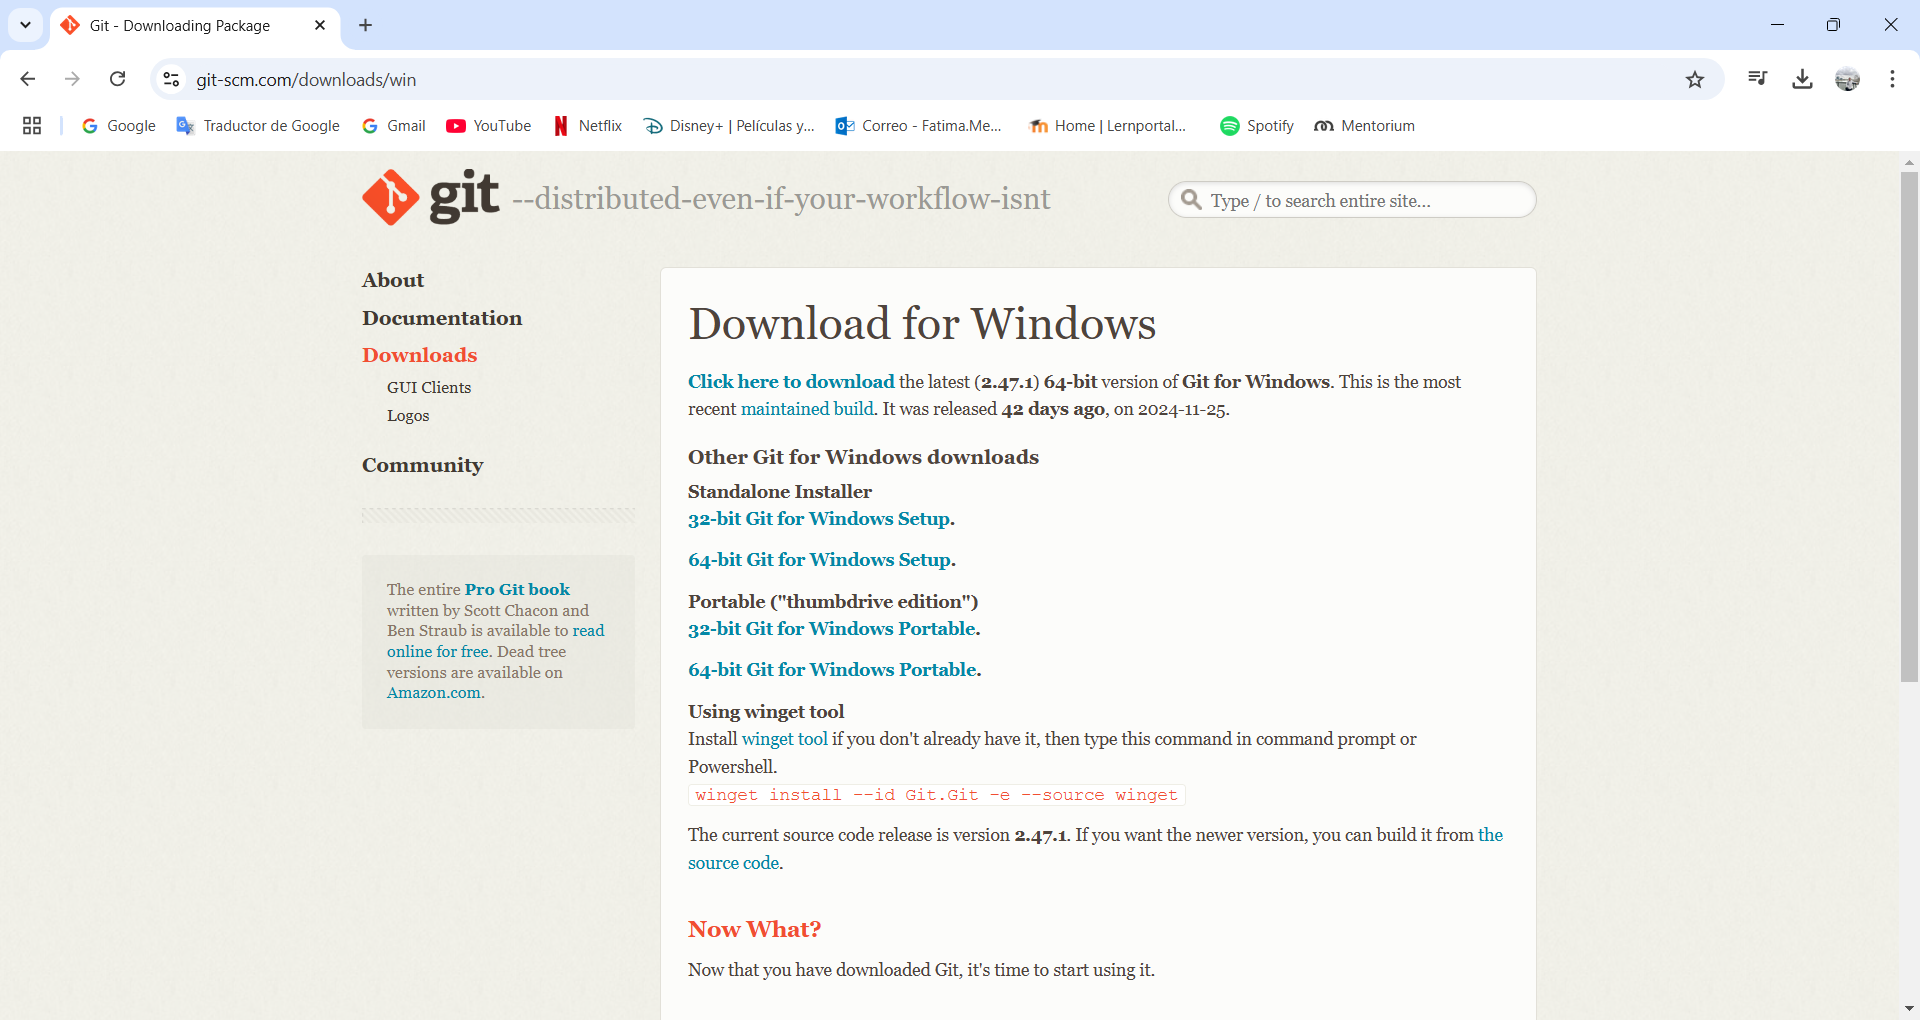 Git - Downloading Package
git-scm.com/downloads/win
Google
Traductor de Google
Gmail
YouTube
Netflix
Disney+ | Películas y...
Correo - Fatima.Me...
Home | Lernportal...
Spotify
Mentorium
git --distributed-even-if-your-workflow-isnt
Type / to search entire site...
About
Documentation
Downloads
GUI Clients
Logos
Community
The entire Pro Git book
written by Scott Chacon and
Ben Straub is available to read
online for free. Dead tree
versions are available on
Amazon.com.
Download for Windows
Click here to download the latest (2.47.1) 64-bit version of Git for Windows. This is the most
recent maintained build. It was released 42 days ago, on 2024-11-25.
Other Git for Windows downloads
Standalone Installer
32-bit Git for Windows Setup.
64-bit Git for Windows Setup.
Portable ("thumbdrive edition")
32-bit Git for Windows Portable.
64-bit Git for Windows Portable.
Using winget tool
Install winget tool if you don't already have it, then type this command in command prompt or
Powershell.
winget install --id Git.Git -e --source winget
The current source code release is version 2.47.1. If you want the newer version, you can build it from the
source code.
Now What?
Now that you have downloaded Git, it's time to start using it.